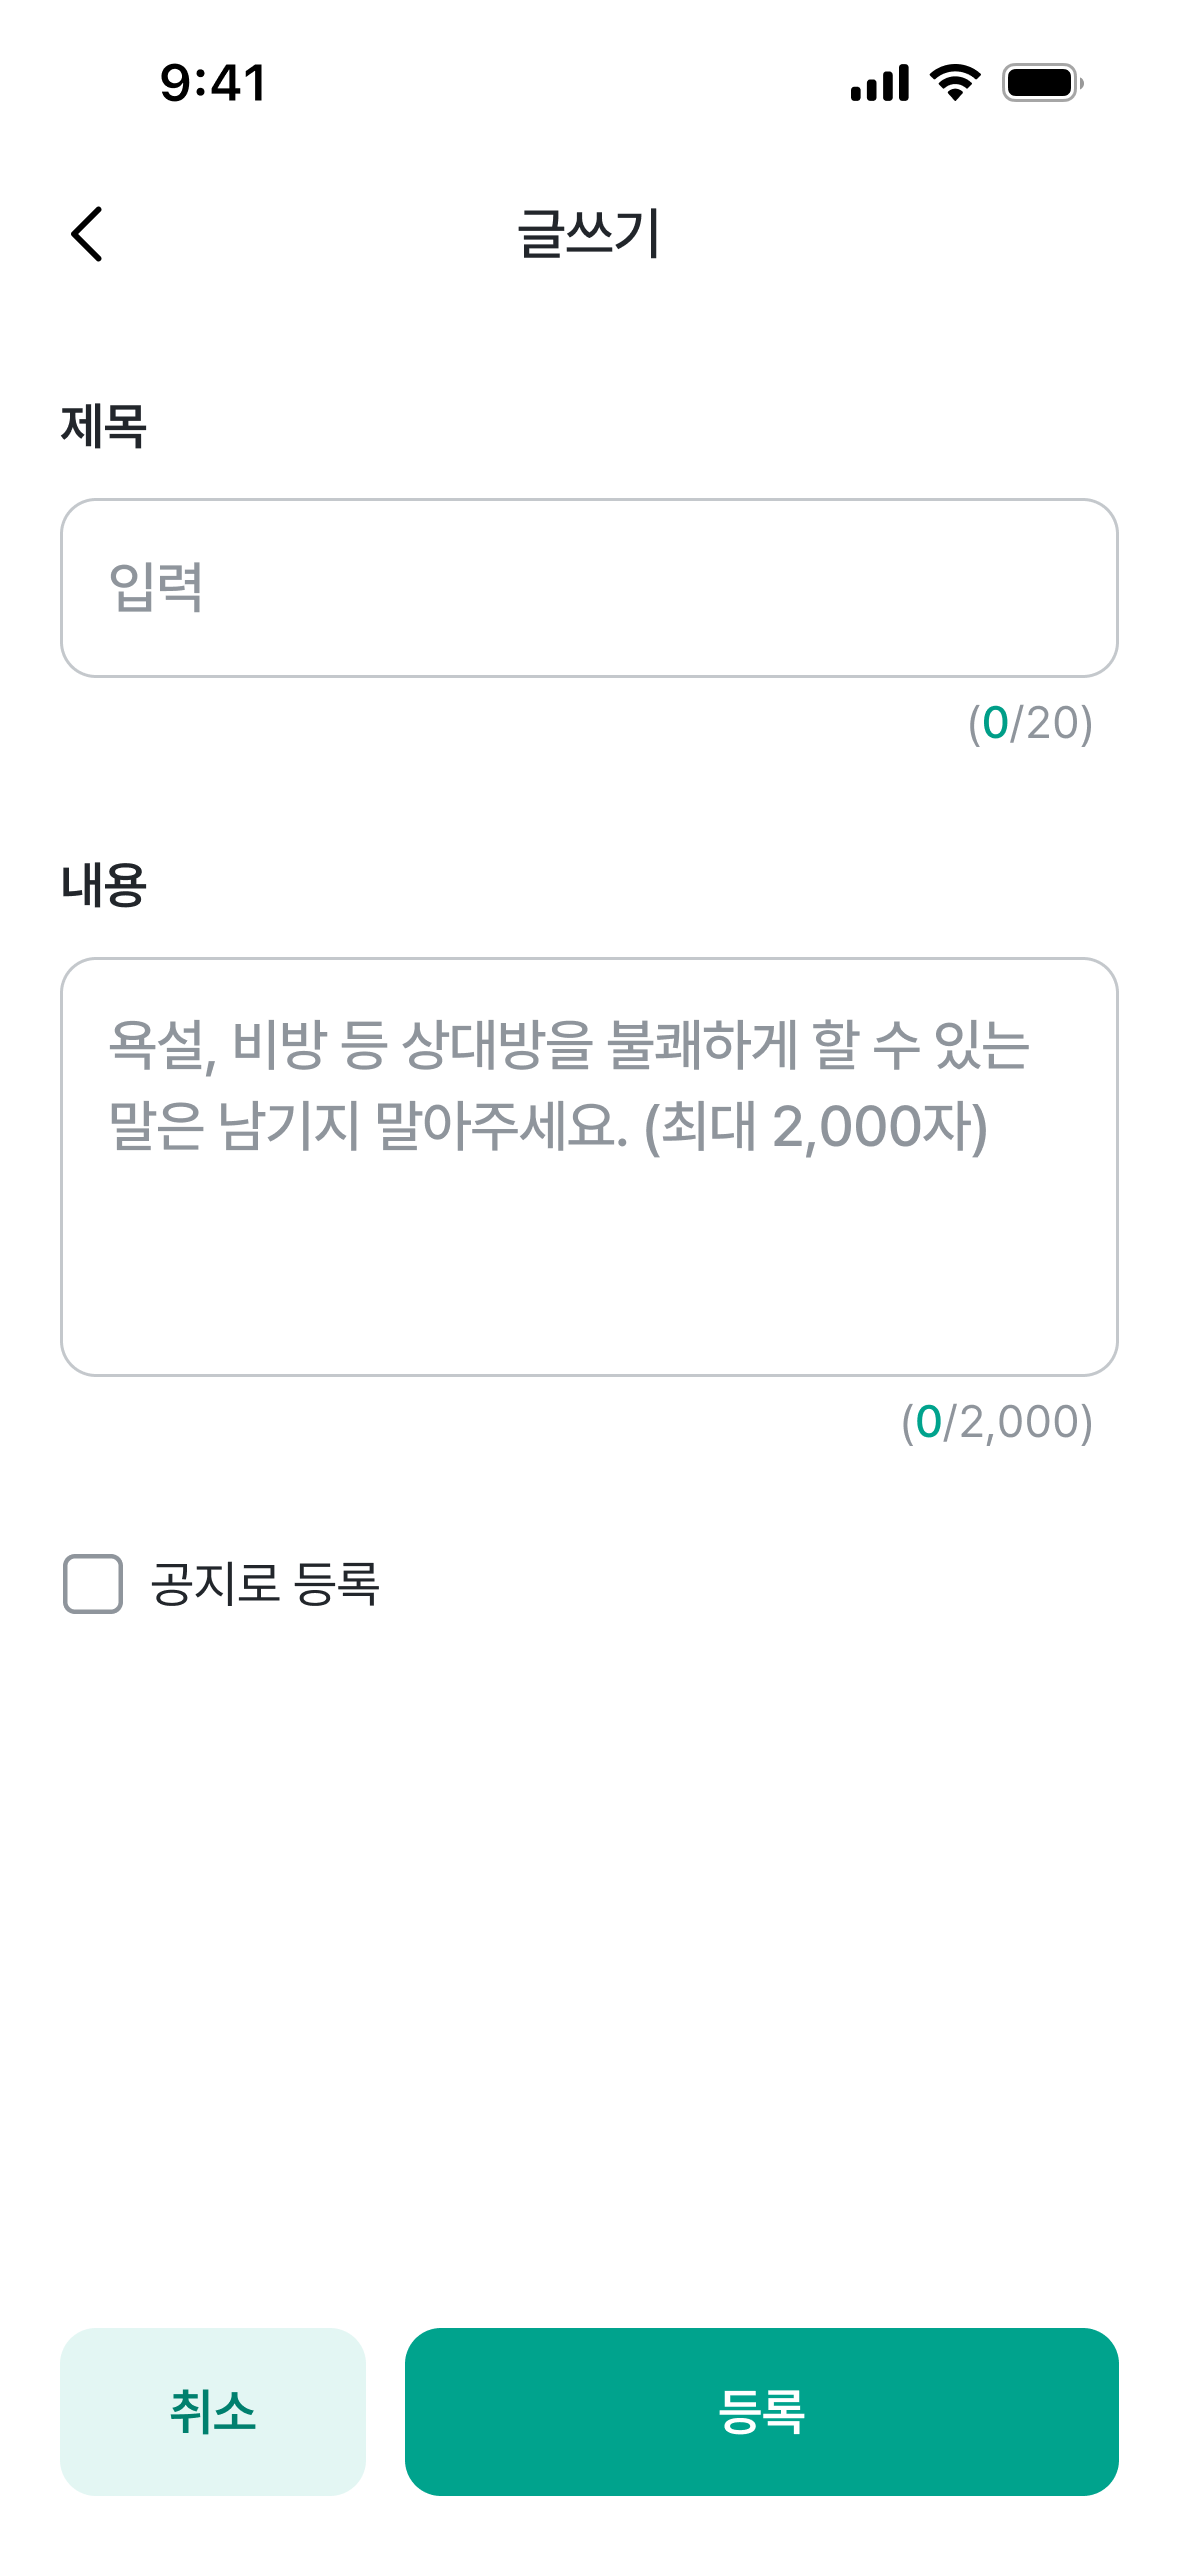 9:41
글쓰기
제목
입력
(0/20)
내용
욕설, 비방 등 상대방을 불쾌하게 할 수 있는
말은 남기지 말아주세요. (최대 2,000자)
(0/2,000)
공지로 등록
취소
등록